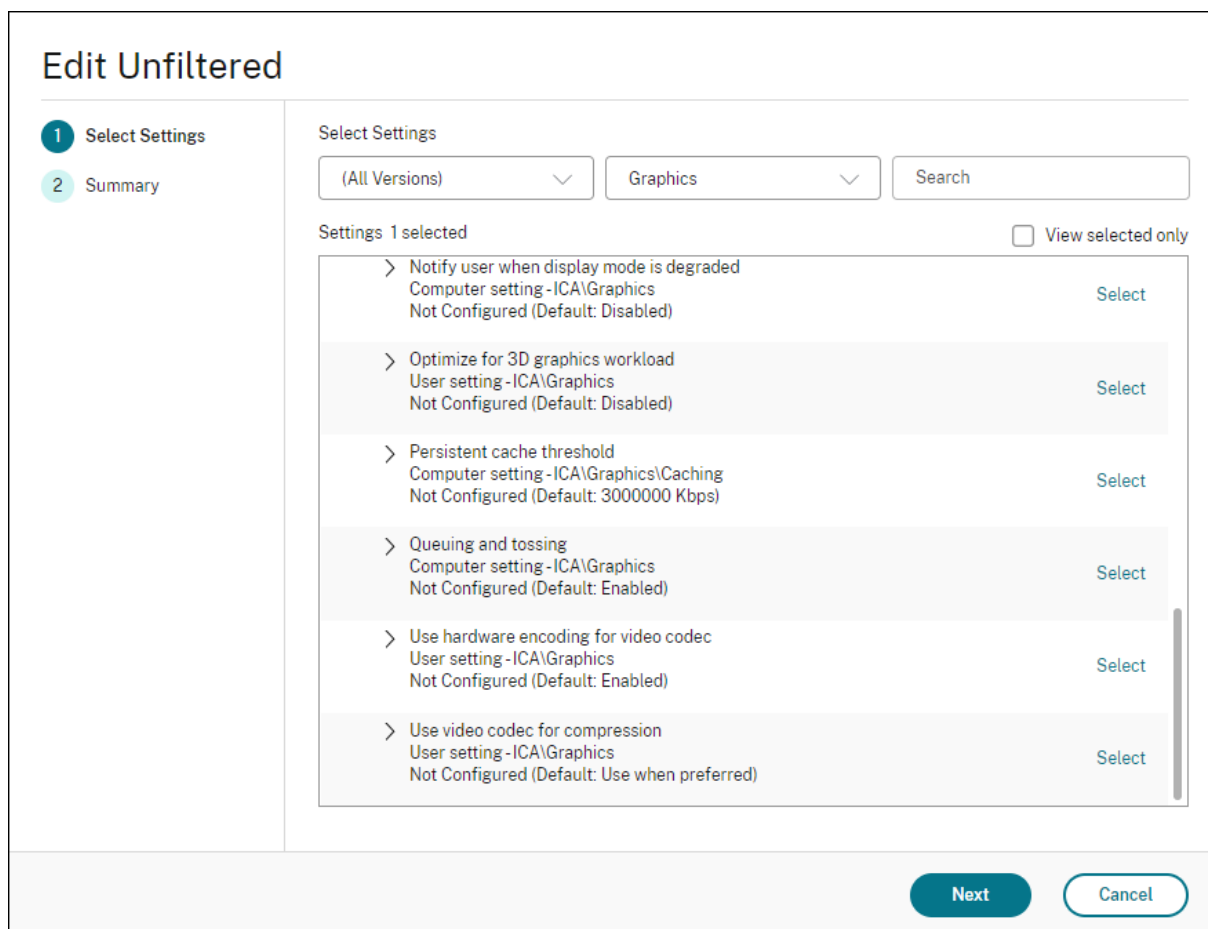 Edit Unfiltered
1 Select Settings
2 Summary
Select Settings
(All Versions) Graphics Search
Settings 1 selected View selected only
Notify user when display mode is degraded
Computer setting - ICA\Graphics
Not Configured (Default: Disabled)
Select
Optimize for 3D graphics workload
User setting - ICA\Graphics
Not Configured (Default: Disabled)
Select
Persistent cache threshold
Computer setting - ICA\Graphics\Caching
Not Configured (Default: 3000000 Kbps)
Select
Queuing and tossing
Computer setting - ICA\Graphics
Not Configured (Default: Enabled)
Select
Use hardware encoding for video codec
User setting - ICA\Graphics
Not Configured (Default: Enabled)
Select
Use video codec for compression
User setting - ICA\Graphics
Not Configured (Default: Use when preferred)
Select
Next Cancel